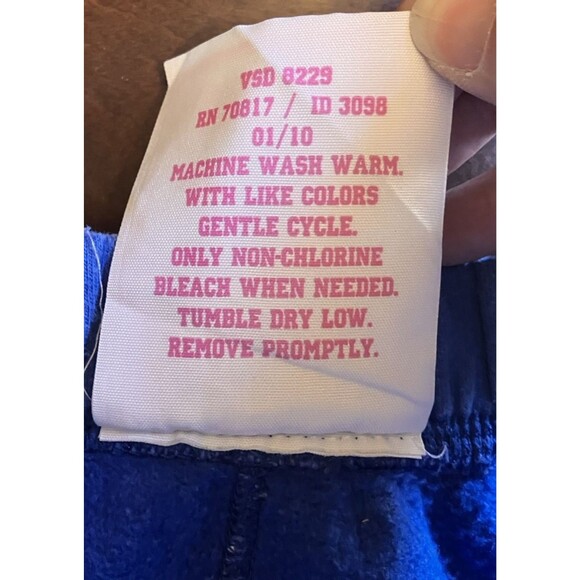 VSD 8229
RN 70817 / ID 3098
01/10
MACHINE WASH WARM.
WITH LIKE COLORS
GENTLE CYCLE.
ONLY NON-CHLORINE
BLEACH WHEN NEEDED.
TUMBLE DRY LOW.
REMOVE PROMPTLY.